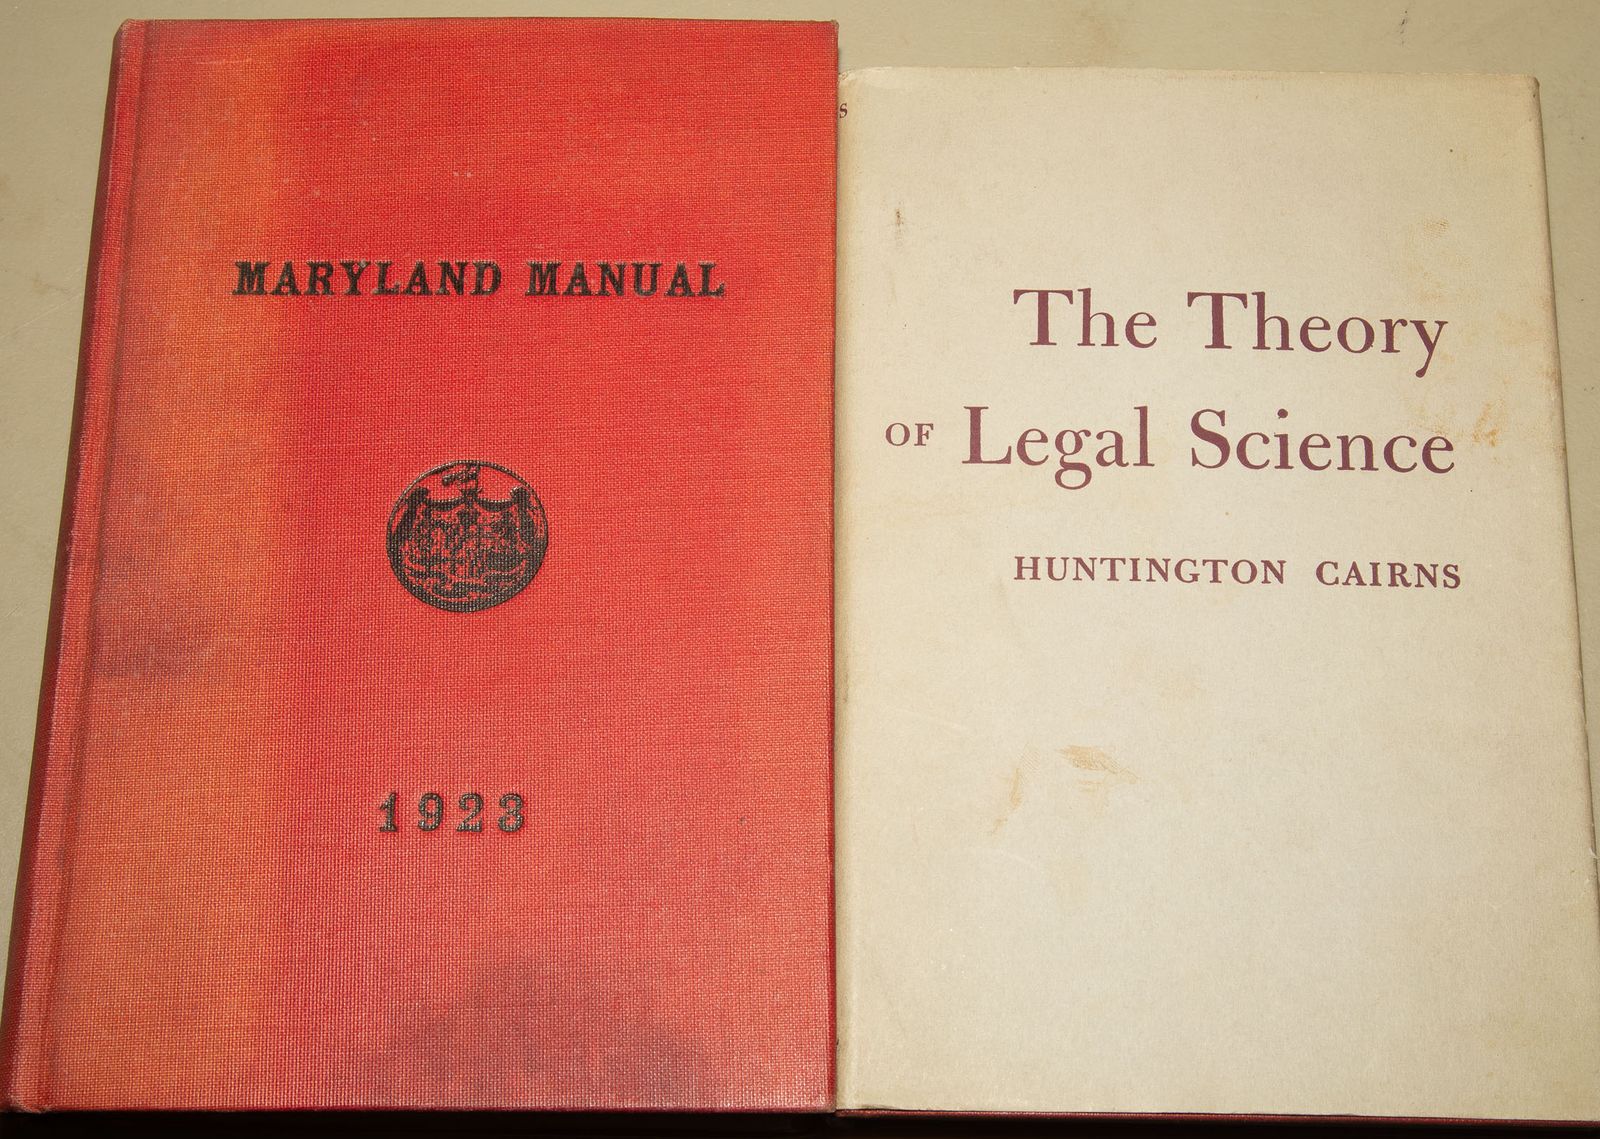 MARYLAND MANUAL
1923
S
The Theory
OF Legal Science
HUNTINGTON CAIRNS